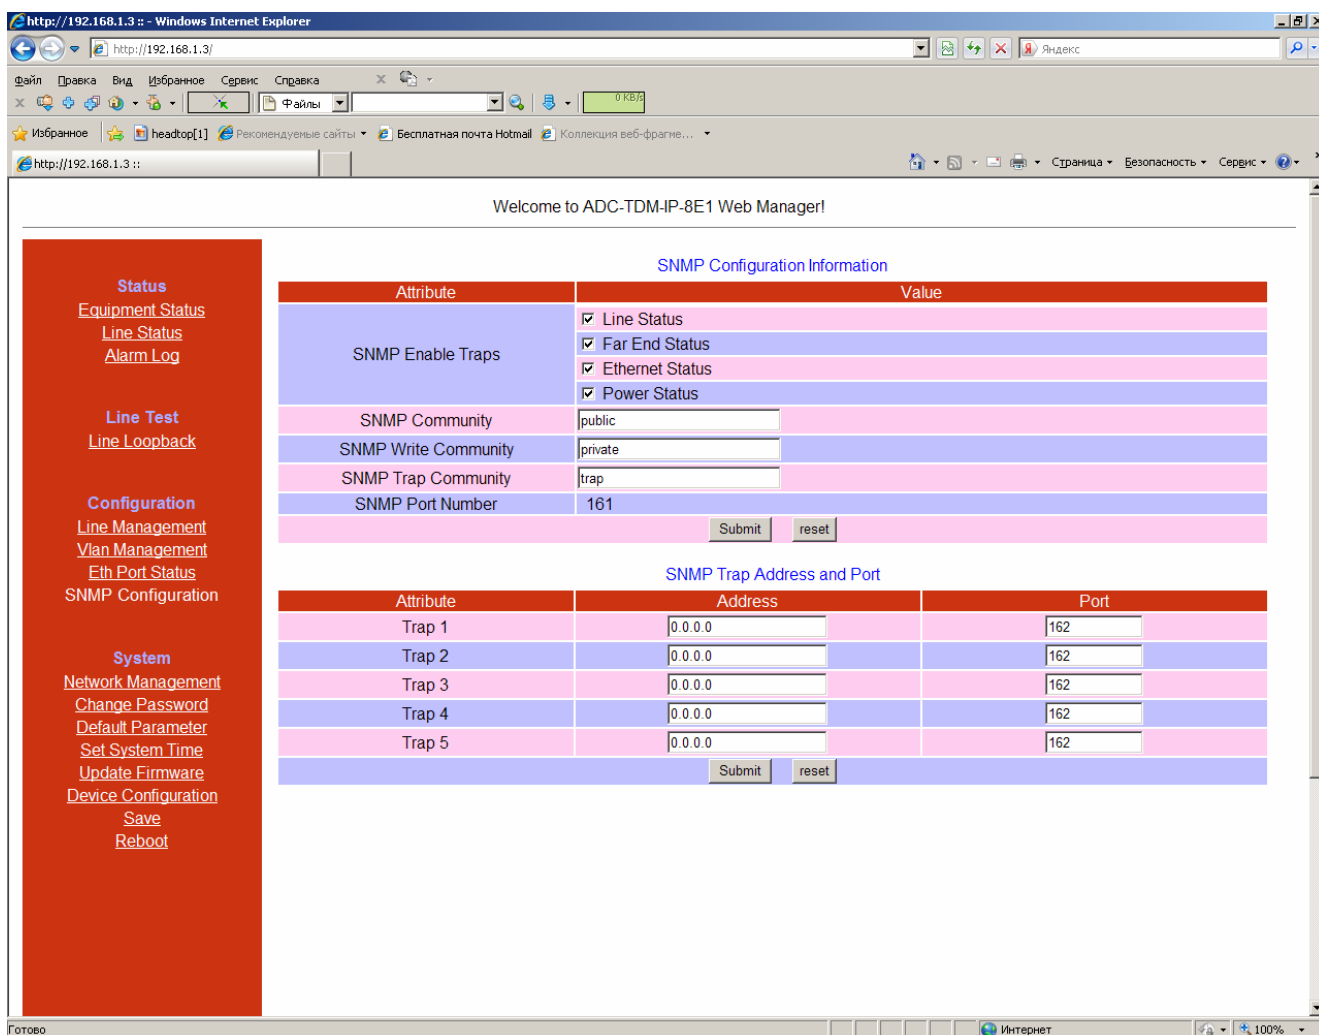 http://192.168.1.3 :: - Windows Internet Explorer
http://192.168.1.3/
Яндекс
Файл Правка Вид Избранное Сервис Справка
Файлы
0 KB/s
Избранное headtop[1] Рекомендуемые сайты Бесплатная почта Hotmail Коллекция веб-фрагме...
http://192.168.1.3 ::
Страница Безопасность Сервис
Welcome to ADC-TDM-IP-8E1 Web Manager!
Status
Equipment Status
Line Status
Alarm Log
Line Test
Line Loopback
Configuration
Line Management
Vlan Management
Eth Port Status
SNMP Configuration
System
Network Management
Change Password
Default Parameter
Set System Time
Update Firmware
Device Configuration
Save
Reboot
SNMP Configuration Information
Attribute Value
SNMP Enable Traps
Line Status
Far End Status
Ethernet Status
Power Status
SNMP Community public
SNMP Write Community private
SNMP Trap Community trap
SNMP Port Number 161
Submit reset
SNMP Trap Address and Port
Attribute Address Port
Trap 1 0.0.0.0 162
Trap 2 0.0.0.0 162
Trap 3 0.0.0.0 162
Trap 4 0.0.0.0 162
Trap 5 0.0.0.0 162
Submit reset
Готово Интернет 100%